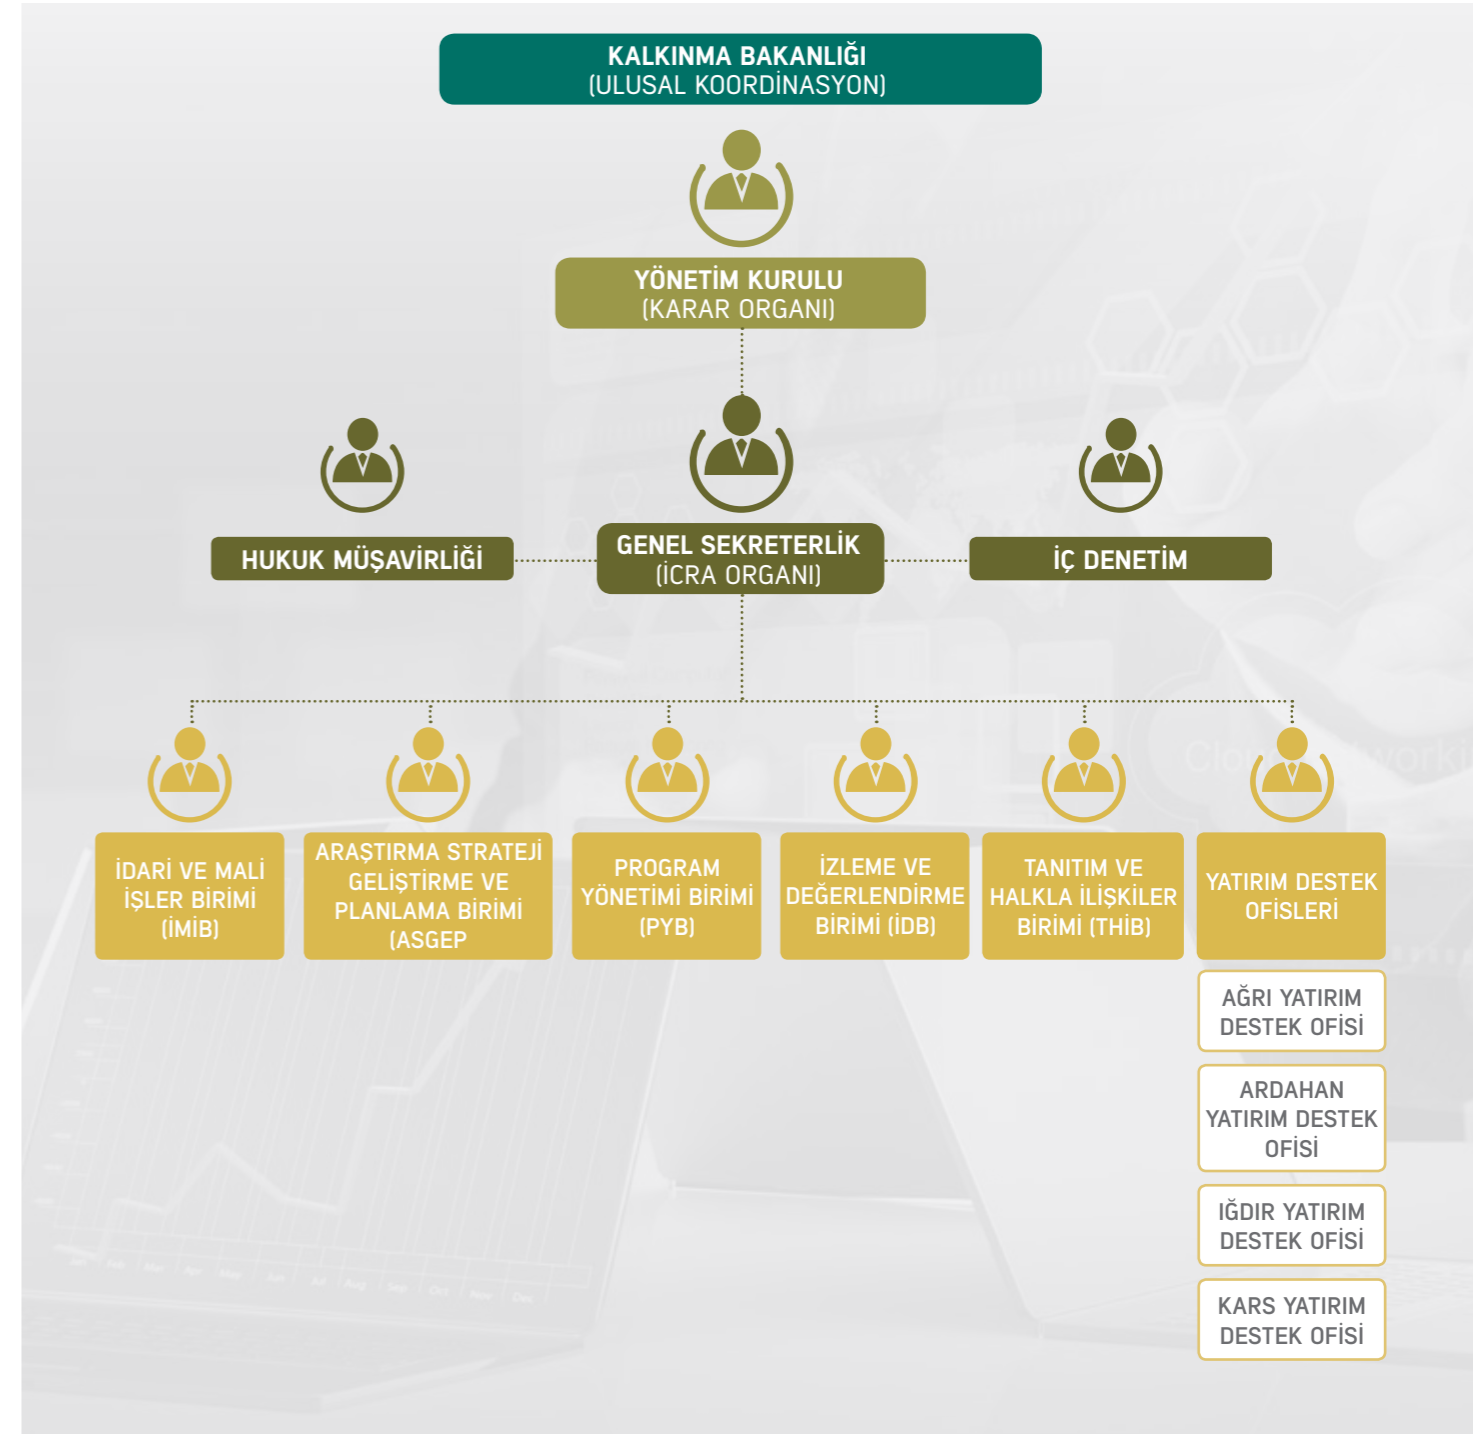 KALKINMA BAKANLIĞI
(ULUSAL KOORDİNASYON)
YÖNETİM KURULU
(KARAR ORGANI)
HUKUK MÜŞAVİRLİĞİ
GENEL SEKRETERLİK
(İCRA ORGANI)
İÇ DENETİM
İDARİ VE MALİ
İŞLER BİRİMİ
(İMİB)
ARAŞTIRMA STRATEJİ
GELİŞTİRME VE
PLANLAMA BİRİMİ
(ASGEP
PROGRAM
YÖNETİMİ BİRİMİ
(PYB)
İZLEME VE
DEĞERLENDİRME
BİRİMİ (İDB)
TANITIM VE
HALKLA İLİŞKİLER
BİRİMİ (THİB)
YATIRIM DESTEK
OFİSLERİ
AĞRI YATIRIM
DESTEK OFİSİ
ARDAHAN
YATIRIM DESTEK
OFİSİ
IĞDIR YATIRIM
DESTEK OFİSİ
KARS YATIRIM
DESTEK OFİSİ